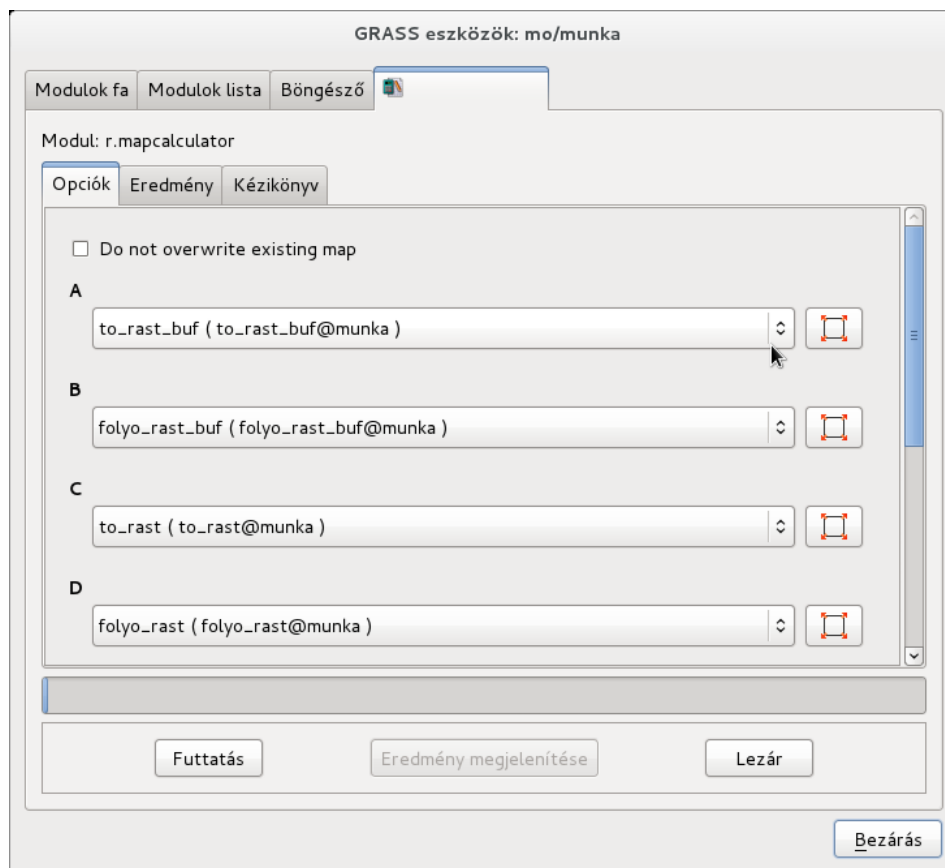 GRASS eszközök: mo/munka
Modulok fa Modulok lista Böngésző
Modul: r.mapcalculator
Opciók Eredmény Kézikönyv
Do not overwrite existing map
A
to_rast_buf ( to_rast_buf@munka )
B
folyo_rast_buf ( folyo_rast_buf@munka )
C
to_rast ( to_rast@munka )
D
folyo_rast ( folyo_rast@munka )
Futtatás Eredmény megjelenítése Lezár
Bezárás